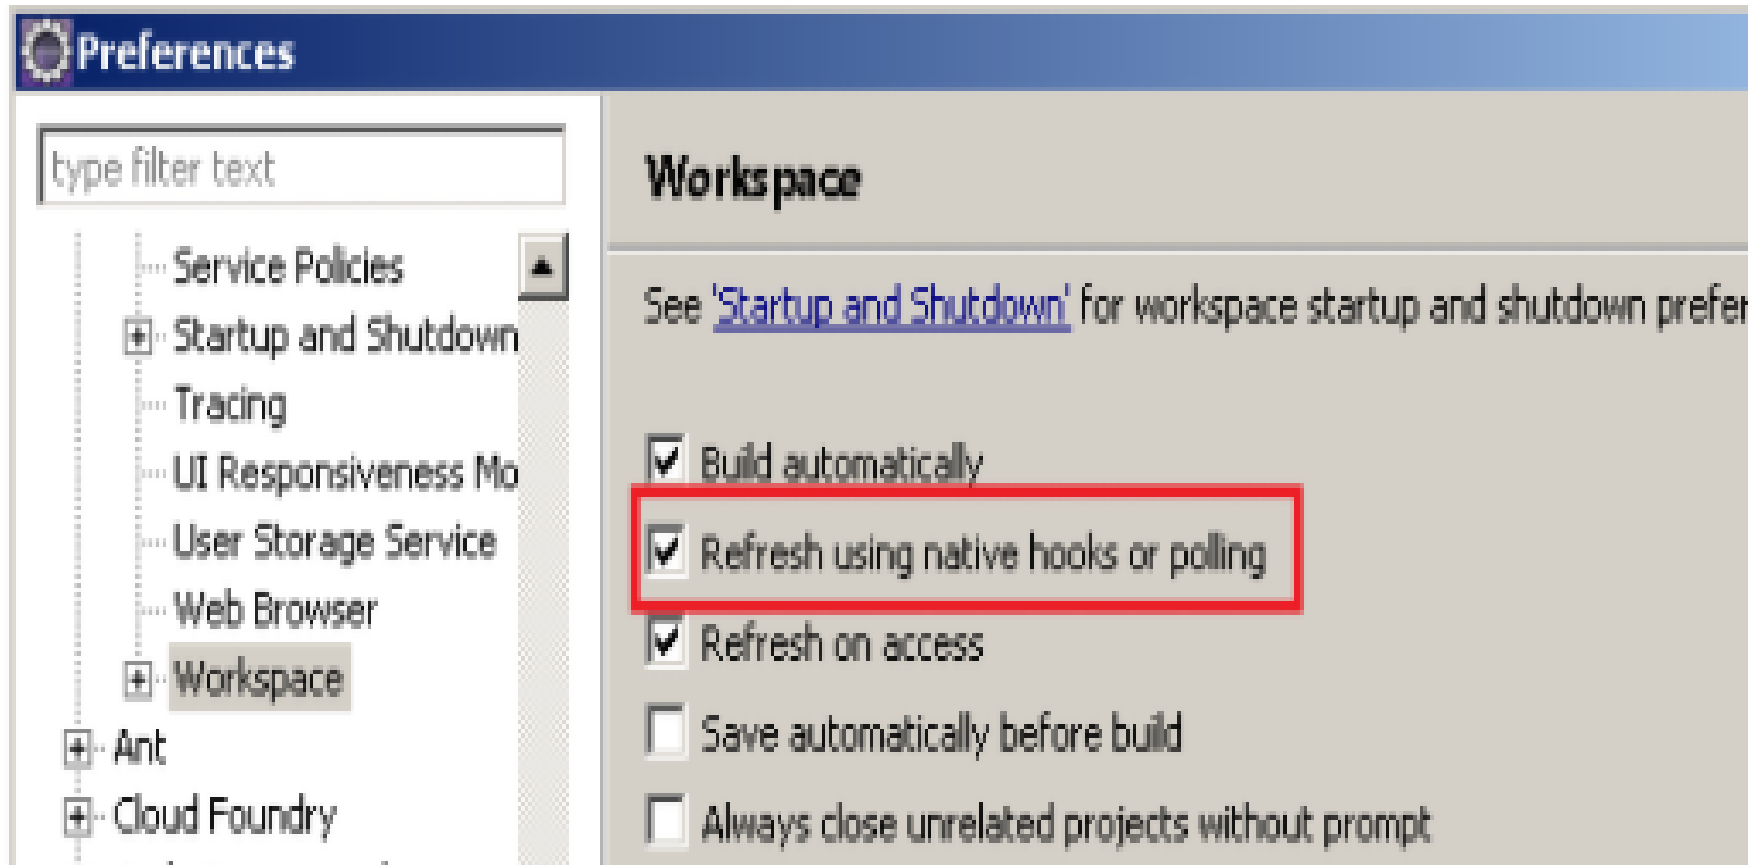 Preferences
type filter text
Service Policies
Startup and Shutdown
Tracing
UI Responsiveness Mo
User Storage Service
Web Browser
Workspace
Ant
Cloud Foundry
Workspace
See 'Startup and Shutdown' for workspace startup and shutdown prefer
Build automatically
Refresh using native hooks or polling
Refresh on access
Save automatically before build
Always close unrelated projects without prompt